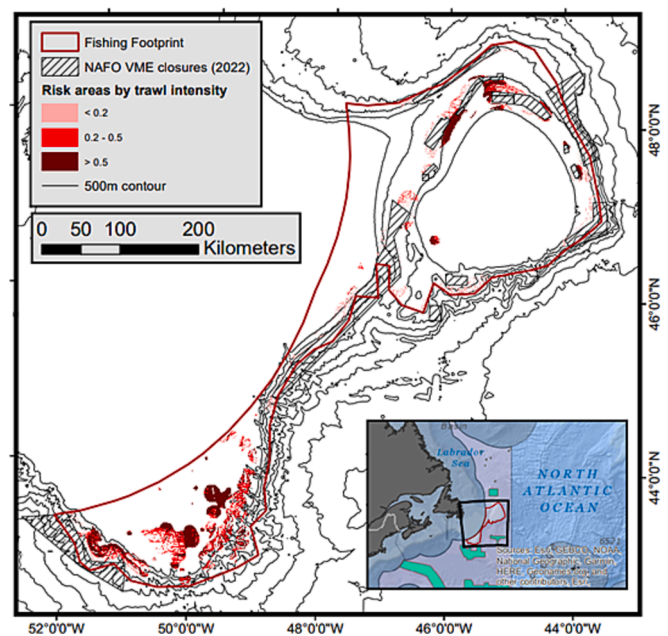 Fishing Footprint
NAFO VME closures (2022)
Risk areas by trawl intensity
< 0.2
0.2 - 0.5
> 0.5
500m contour
0 50 100 200
Kilometers
48°0'N
46°0'N
44°0'N
Basin
Labrador
Sea
NORTH
ATLANTIC
OCEAN
Sources: Esri, GEBCO, NOAA,
National Geographic, Garmin,
HERE, Geonames.org, and
other contributors, Esri,
52°0'0"W 50°0'0"W 48°0'0"W 46°0'0"W 44°0'0"W